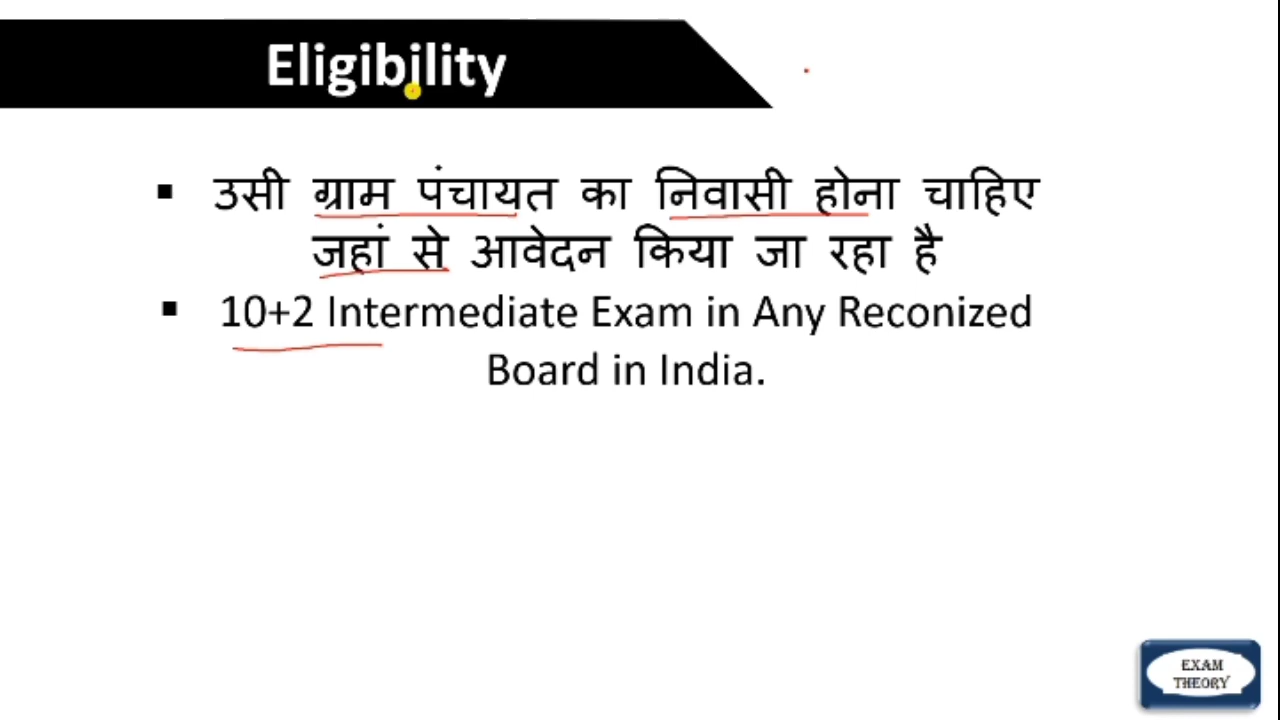 Eligibility
▪ उसी ग्राम पंचायत का निवासी होना चाहिए
जहां से आवेदन किया जा रहा है
▪ 10+2 Intermediate Exam in Any Reconized
Board in India.
EXAM
THEORY